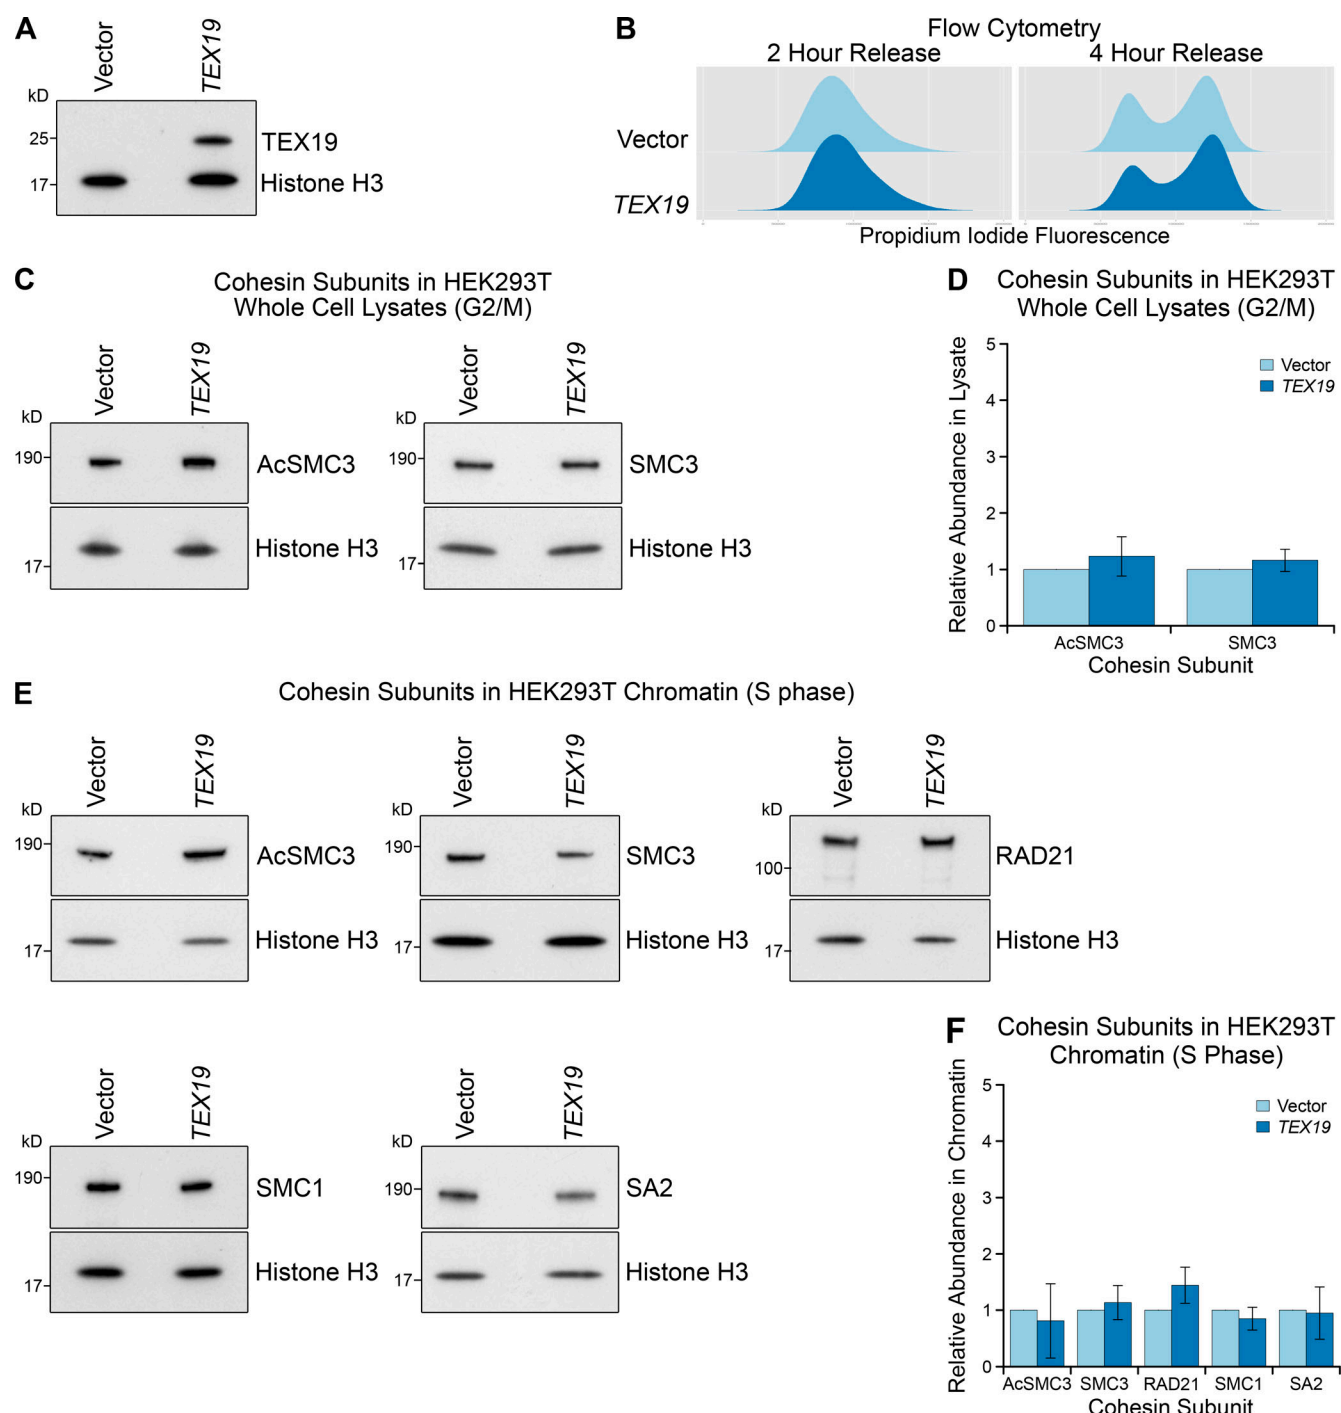 A
Vector
TEX19
kD
25
TEX19
17
Histone H3
B
Flow Cytometry
2 Hour Release
4 Hour Release
Vector
TEX19
Propidium Iodide Fluorescence
C
Cohesin Subunits in HEK293T
Whole Cell Lysates (G2/M)
Vector
TEX19
kD
190
AcSMC3
17
Histone H3
Vector
TEX19
kD
190
SMC3
17
Histone H3
D
Cohesin Subunits in HEK293T
Whole Cell Lysates (G2/M)
Relative Abundance in Lysate
5
4
3
2
1
0
Vector
TEX19
AcSMC3
SMC3
Cohesin Subunit
E
Cohesin Subunits in HEK293T Chromatin (S phase)
Vector
TEX19
kD
190
AcSMC3
17
Histone H3
Vector
TEX19
kD
190
SMC3
17
Histone H3
Vector
TEX19
kD
100
RAD21
17
Histone H3
Vector
TEX19
kD
190
SMC1
17
Histone H3
Vector
TEX19
kD
190
SA2
17
Histone H3
F
Cohesin Subunits in HEK293T
Chromatin (S Phase)
Relative Abundance in Chromatin
5
4
3
2
1
0
Vector
TEX19
AcSMC3
SMC3
RAD21
SMC1
SA2
Cohesin Subunit